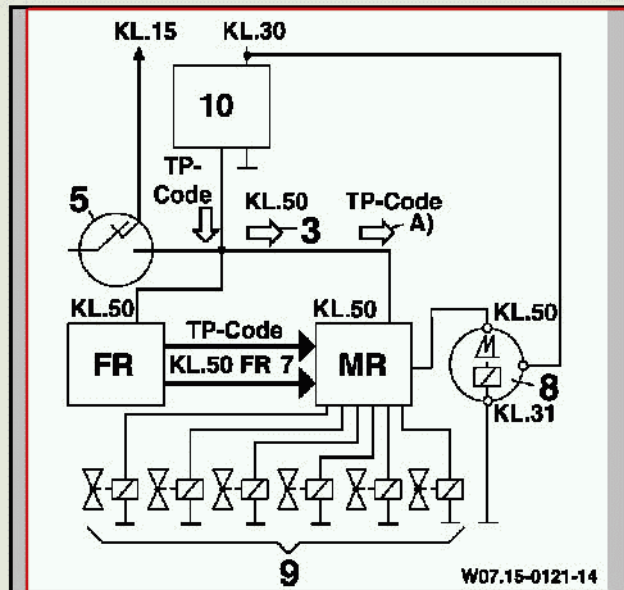 KL.15
KL.30
10
TP-
Code
5
KL.50
3
TP-Code
A)
KL.50
KL.50
KL.50
FR
TP-Code
KL.50 FR 7
MR
8
KL.31
9
W07.15-0121-14